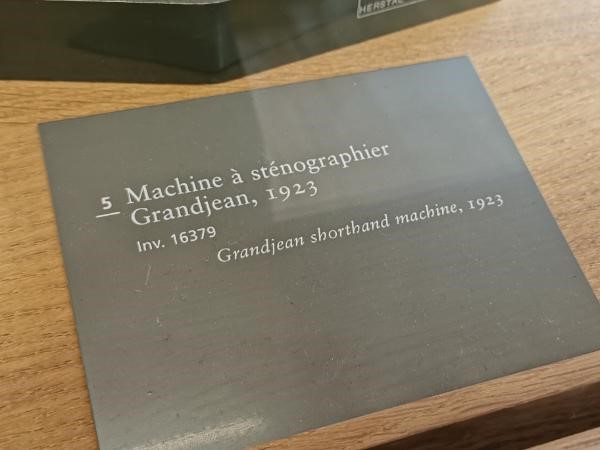 HERSTAL
5 Machine à sténographier
Grandjean, 1923
Inv. 16379
Grandjean shorthand machine, 1923